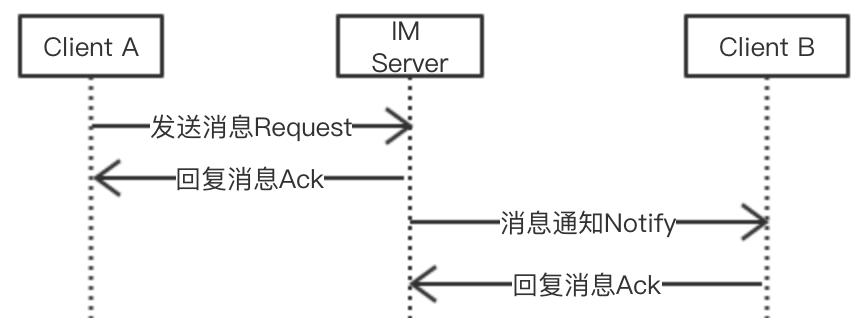 Client A
IM
Server
Client B
发送消息Request
回复消息Ack
消息通知Notify
回复消息Ack